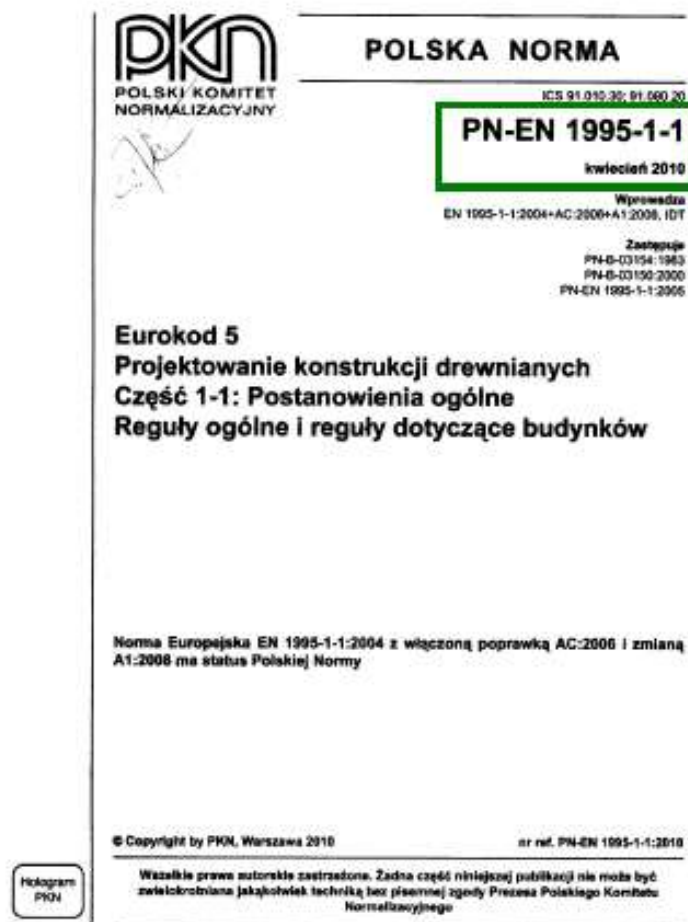 PKN
POLSKI KOMITET
NORMALIZACYJNY
POLSKA NORMA
ICS 91.010.30; 91.080.20
PN-EN 1995-1-1
kwiecień 2010
Wprowadza
EN 1995-1-1:2004+AC:2006+A1:2008, IDT
Zastępuje
PN-B-03154:1983
PN-B-03150:2000
PN-EN 1995-1-1:2005
Eurokod 5
Projektowanie konstrukcji drewnianych
Część 1-1: Postanowienia ogólne
Reguły ogólne i reguły dotyczące budynków
Norma Europejska EN 1995-1-1:2004 z włączoną poprawką AC:2006 i zmianą
A1:2008 ma status Polskiej Normy
© Copyright by PKN, Warszawa 2010
nr ref. PN-EN 1995-1-1:2010
Hologram
PKN
Wszelkie prawa autorskie zastrzeżone. Żadna część niniejszej publikacji nie może być
zwielokrotniana jakąkolwiek techniką bez pisemnej zgody Prezesa Polskiego Komitetu
Normalizacyjnego